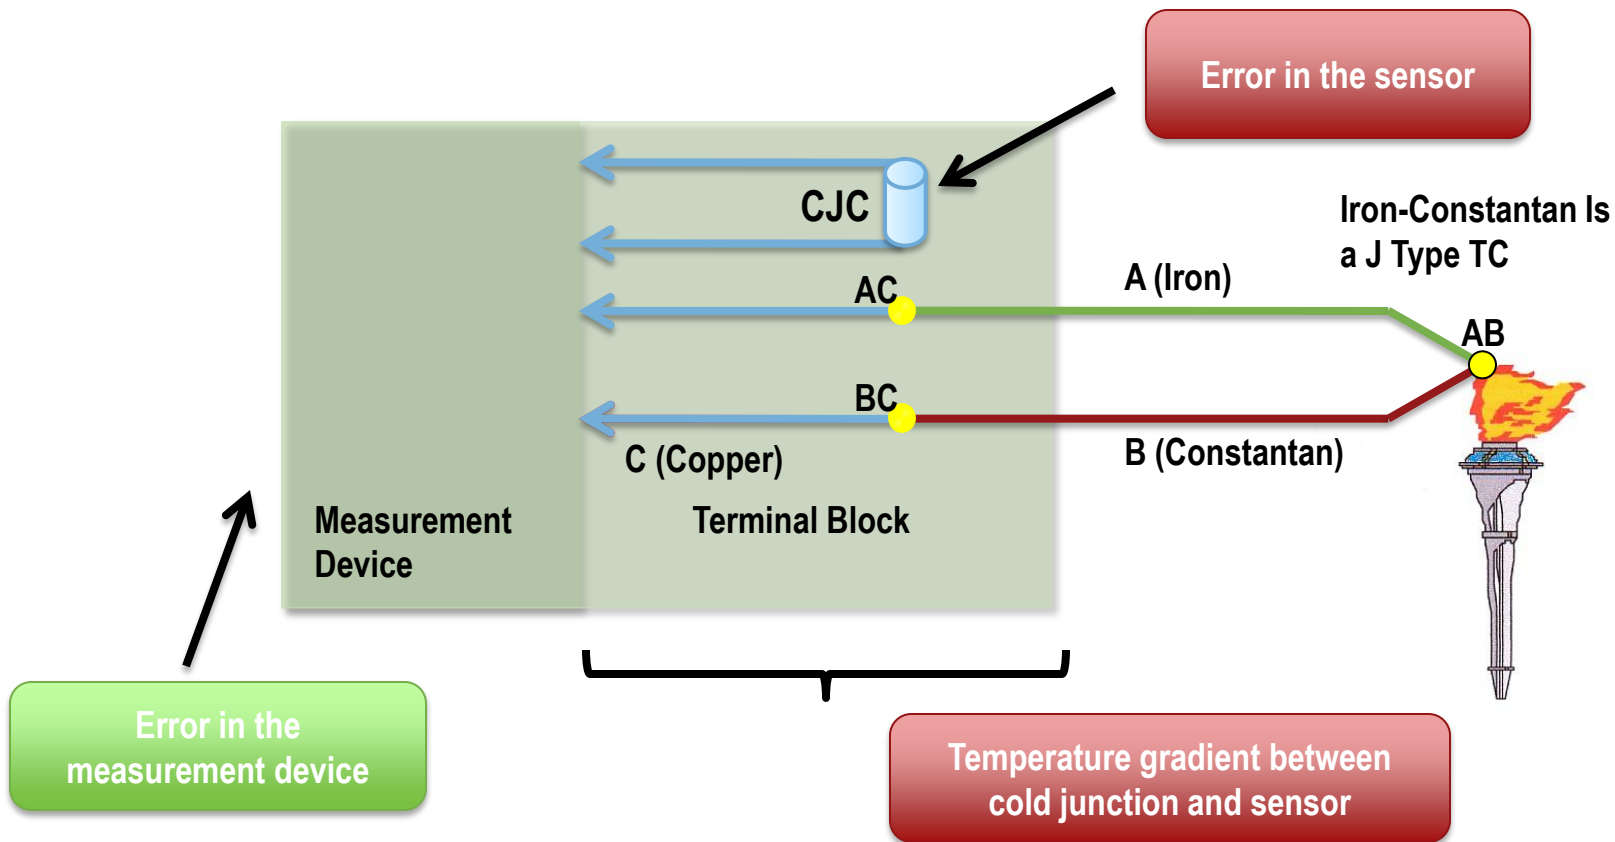 Error in the sensor
CJC
Iron-Constantan Is
a J Type TC
A (Iron)
AC
AB
BC
C (Copper)
B (Constantan)
Measurement
Device
Terminal Block
Error in the
measurement device
Temperature gradient between
cold junction and sensor